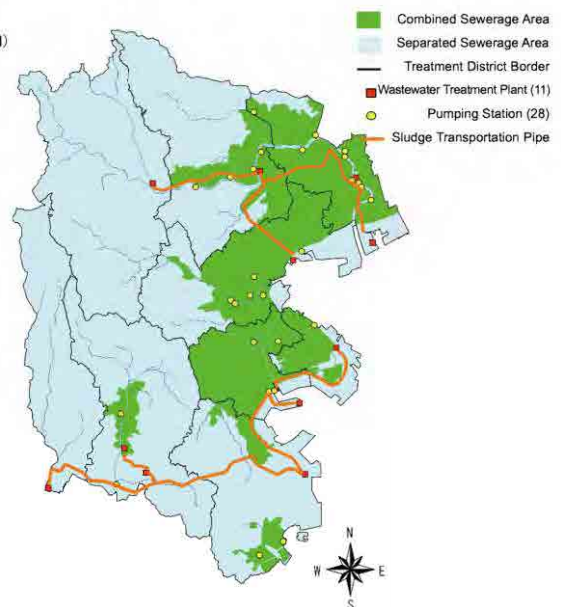 Combined Sewerage Area
Separated Sewerage Area
Treatment District Border
Wastewater Treatment Plant (11)
Pumping Station (28)
Sludge Transportation Pipe
N
W E
S